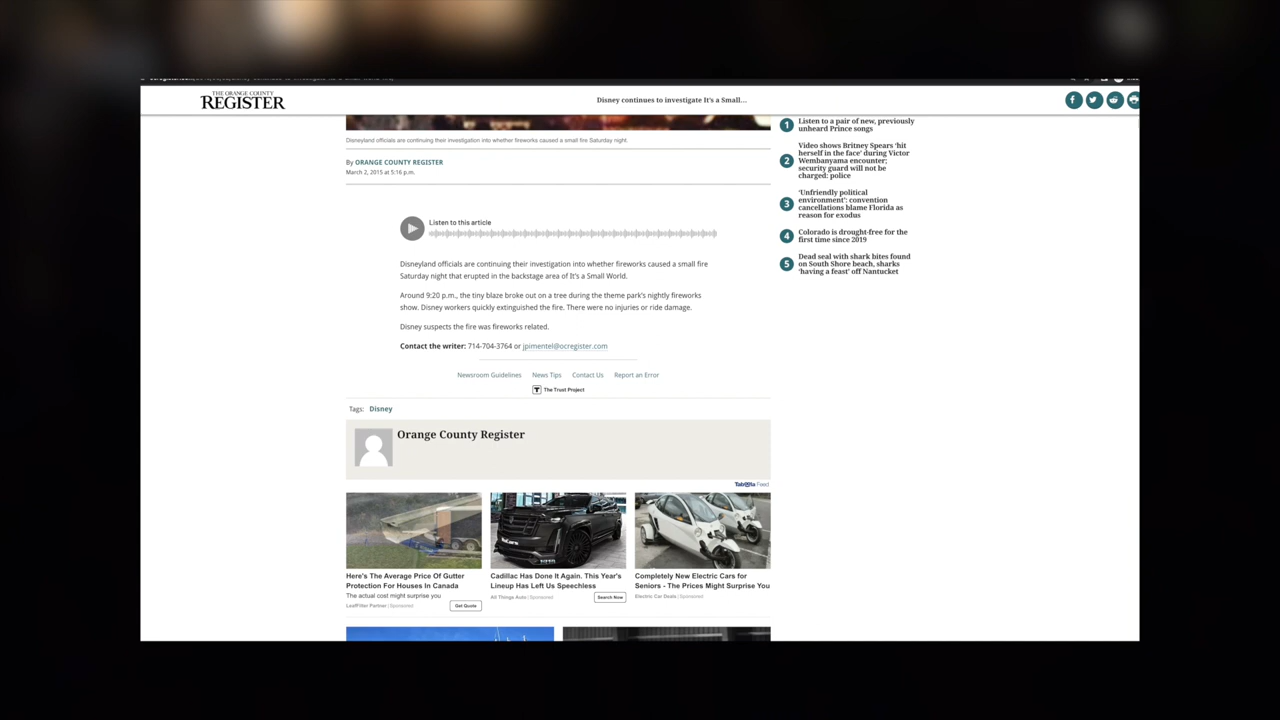 THE ORANGE COUNTY
REGISTER
Disney continues to investigate It's a Small...
Disneyland officials are continuing their investigation into whether fireworks caused a small fire Saturday night.
By ORANGE COUNTY REGISTER
March 2, 2015 at 5:16 p.m.
Listen to this article
Disneyland officials are continuing their investigation into whether fireworks caused a small fire
Saturday night that erupted in the backstage area of It's a Small World.
Around 9:20 p.m., the tiny blaze broke out on a tree during the theme park's nightly fireworks
show. Disney workers quickly extinguished the fire. There were no injuries or ride damage.
Disney suspects the fire was fireworks related.
Contact the writer: 714-704-3764 or jpimentel@ocregister.com
Newsroom Guidelines News Tips Contact Us Report an Error
The Trust Project
Tags: Disney
Orange County Register
Taboola Feed
Here's The Average Price Of Gutter
Protection For Houses In Canada
The actual cost might surprise you
LeafFilter Partner | Sponsored
Get Quote
Cadillac Has Done It Again. This Year's
Lineup Has Left Us Speechless
All Things Auto | Sponsored
Search Now
Completely New Electric Cars for
Seniors - The Prices Might Surprise You
Electric Car Deals | Sponsored
1 Listen to a pair of new, previously
unheard Prince songs
2 Video shows Britney Spears 'hit
herself in the face' during Victor
Wembanyama encounter;
security guard will not be
charged: police
3 'Unfriendly political
environment': convention
cancellations blame Florida as
reason for exodus
4 Colorado is drought-free for the
first time since 2019
5 Dead seal with shark bites found
on South Shore beach, sharks
'having a feast' off Nantucket